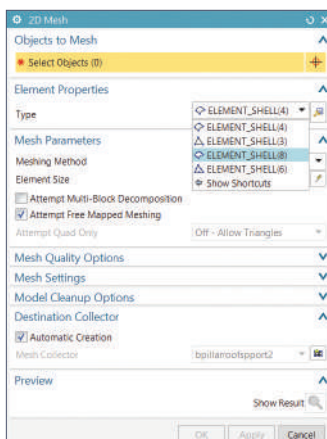 2D Mesh
Objects to Mesh
* Select Objects (0)
Element Properties
Type ELEMENT_SHELL(4)
ELEMENT_SHELL(4)
Mesh Parameters ELEMENT_SHELL(3)
Meshing Method ELEMENT_SHELL(8)
ELEMENT_SHELL(6)
Element Size Show Shortcuts
Attempt Multi-Block Decomposition
Attempt Free Mapped Meshing
Attempt Quad Only Off - Allow Triangles
Mesh Quality Options
Mesh Settings
Model Cleanup Options
Destination Collector
Automatic Creation
Mesh Collector bpillarroofspport2
Preview
Show Result
OK Apply Cancel